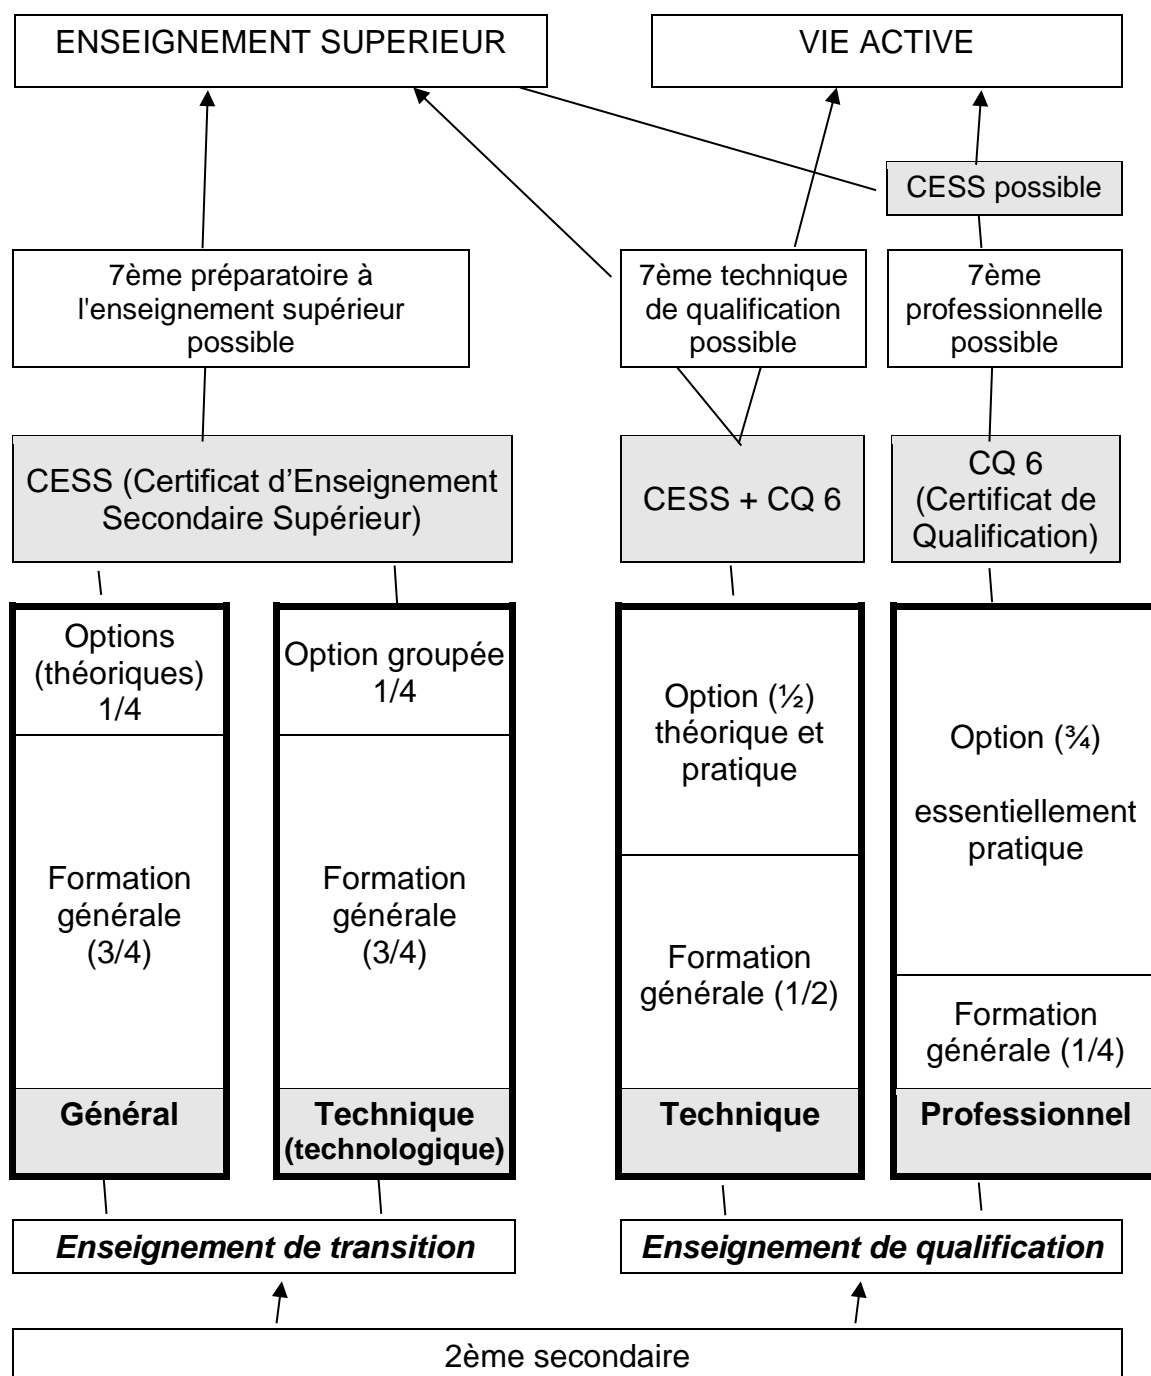 ENSEIGNEMENT SUPERIEUR
VIE ACTIVE
CESS possible
7ème préparatoire à
l'enseignement supérieur
possible
7ème technique
de qualification
possible
7ème
professionnelle
possible
CESS (Certificat d’Enseignement
Secondaire Supérieur)
CESS + CQ 6
CQ 6
(Certificat de
Qualification)
Options
(théoriques)
1/4
Option groupée
1/4
Option (½)
théorique et
pratique
Option (¾)
essentiellement
pratique
Formation
générale
(3/4)
Formation
générale
(3/4)
Formation
générale (1/2)
Formation
générale (1/4)
Général
Technique
(technologique)
Technique
Professionnel
Enseignement de transition
Enseignement de qualification
2ème secondaire